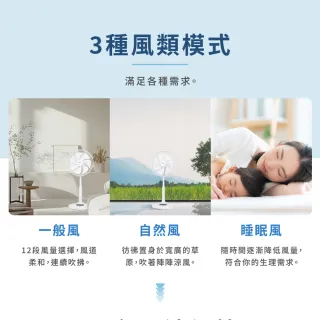 3種風類模式
滿足各種需求。
一般風
12段風量選擇，風道
柔和，連續吹拂。
自然風
彷彿置身於寬廣的草
原，吹著陣陣涼風。
睡眠風
隨時間逐漸降低風量，
符合你的生理需求。